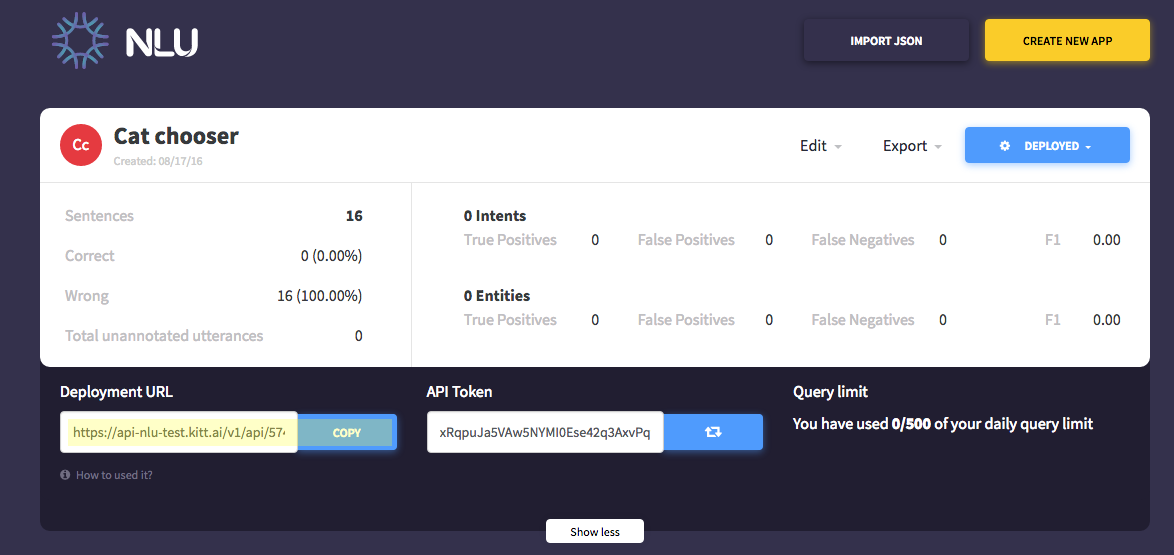 NLU
IMPORT JSON
CREATE NEW APP
Cc
Cat chooser
Created: 08/17/16
Edit
Export
DEPLOYED
Sentences 16
Correct 0 (0.00%)
Wrong 16 (100.00%)
Total unannotated utterances 0
0 Intents
True Positives 0 False Positives 0 False Negatives 0 F1 0.00
0 Entities
True Positives 0 False Positives 0 False Negatives 0 F1 0.00
Deployment URL
https://api-nlu-test.kitt.ai/v1/api/574
COPY
How to used it?
API Token
xRqpuJa5VAw5NYMI0Ese42q3AxvPq
Query limit
You have used 0/500 of your daily query limit
Show less